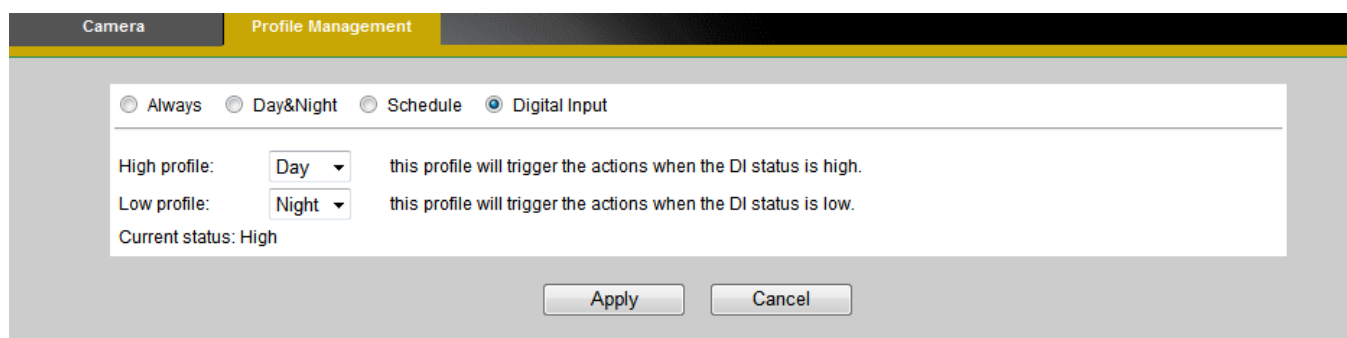 Camera Profile Management
Always Day&Night Schedule Digital Input
High profile: Day this profile will trigger the actions when the DI status is high.
Low profile: Night this profile will trigger the actions when the DI status is low.
Current status: High
Apply Cancel